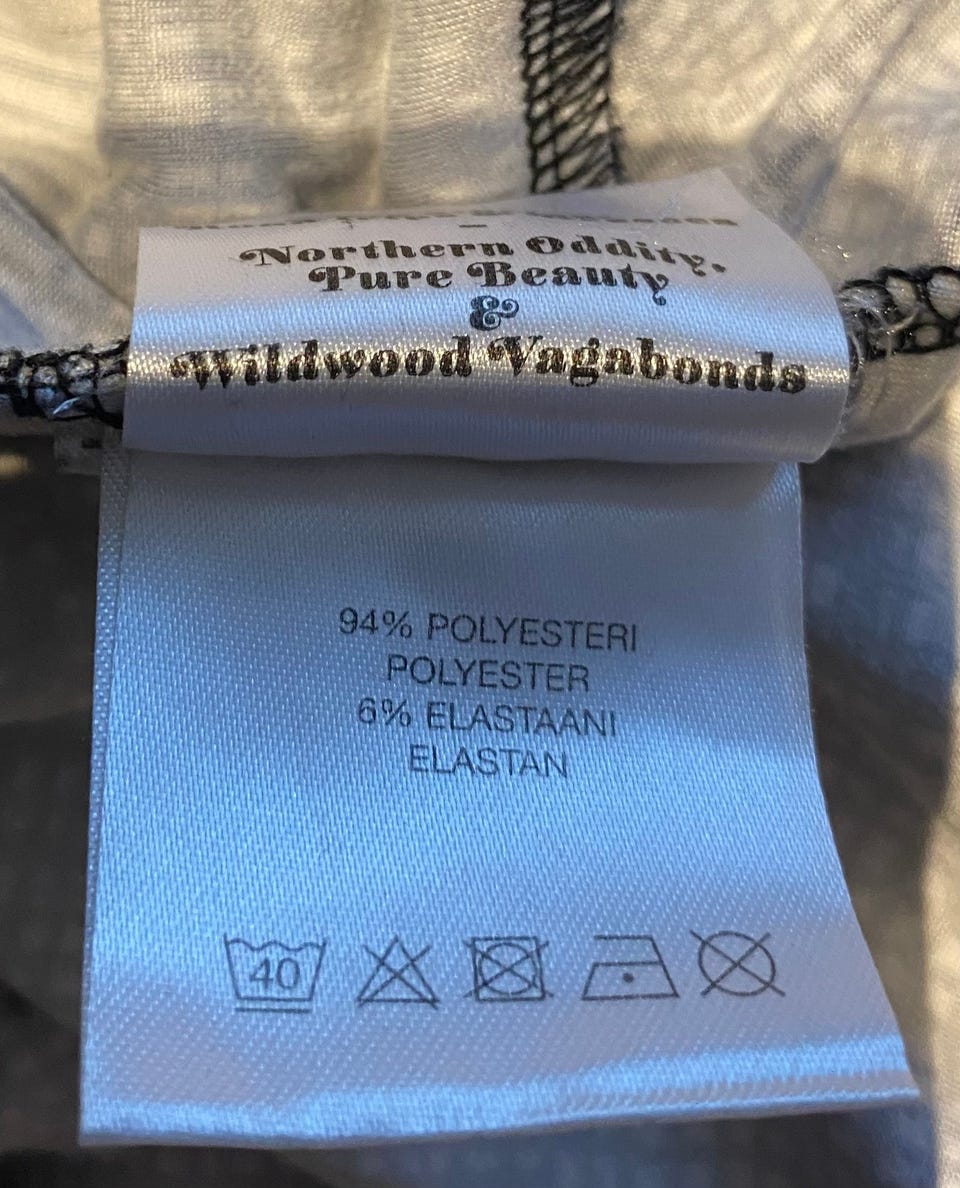 Northern Oddity,
Pure Beauty
&
Wildwood Vagabonds
94% POLYESTERI
POLYESTER
6% ELASTAANI
ELASTAN
40